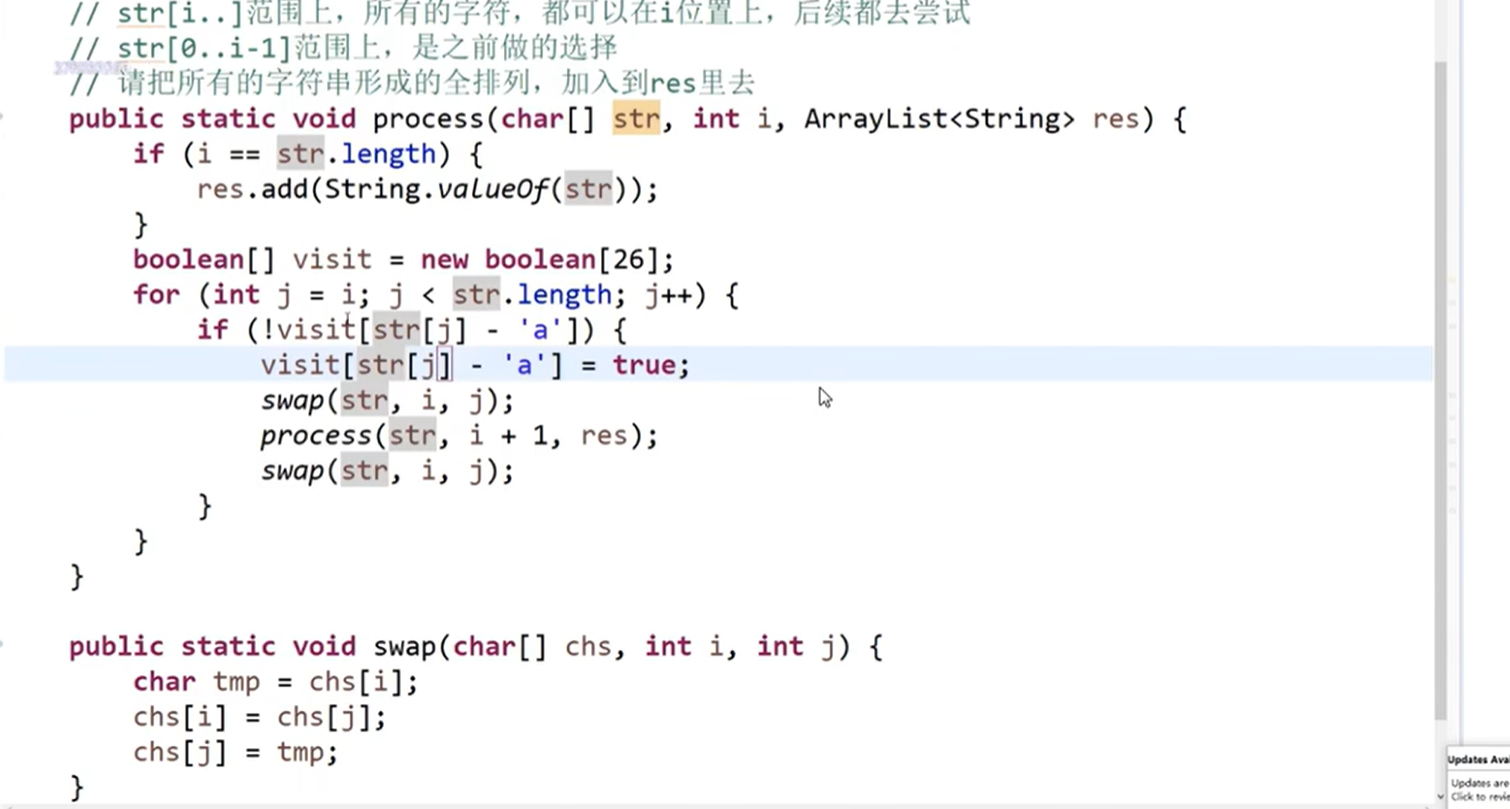 // str[i..]范围上，所有的字符，都可以在i位置上，后续都去尝试
// str[0..i-1]范围上，是之前做的选择
// 请把所有的字符串形成的全排列，加入到res里去
public static void process(char[] str, int i, ArrayList<String> res) {
if (i == str.length) {
res.add(String.valueOf(str));
}
boolean[] visit = new boolean[26];
for (int j = i; j < str.length; j++) {
if (!visit[str[j] - 'a']) {
visit[str[j] - 'a'] = true;
swap(str, i, j);
process(str, i + 1, res);
swap(str, i, j);
}
}
}
public static void swap(char[] chs, int i, int j) {
char tmp = chs[i];
chs[i] = chs[j];
chs[j] = tmp;
}
Updates
Updates are
Click to